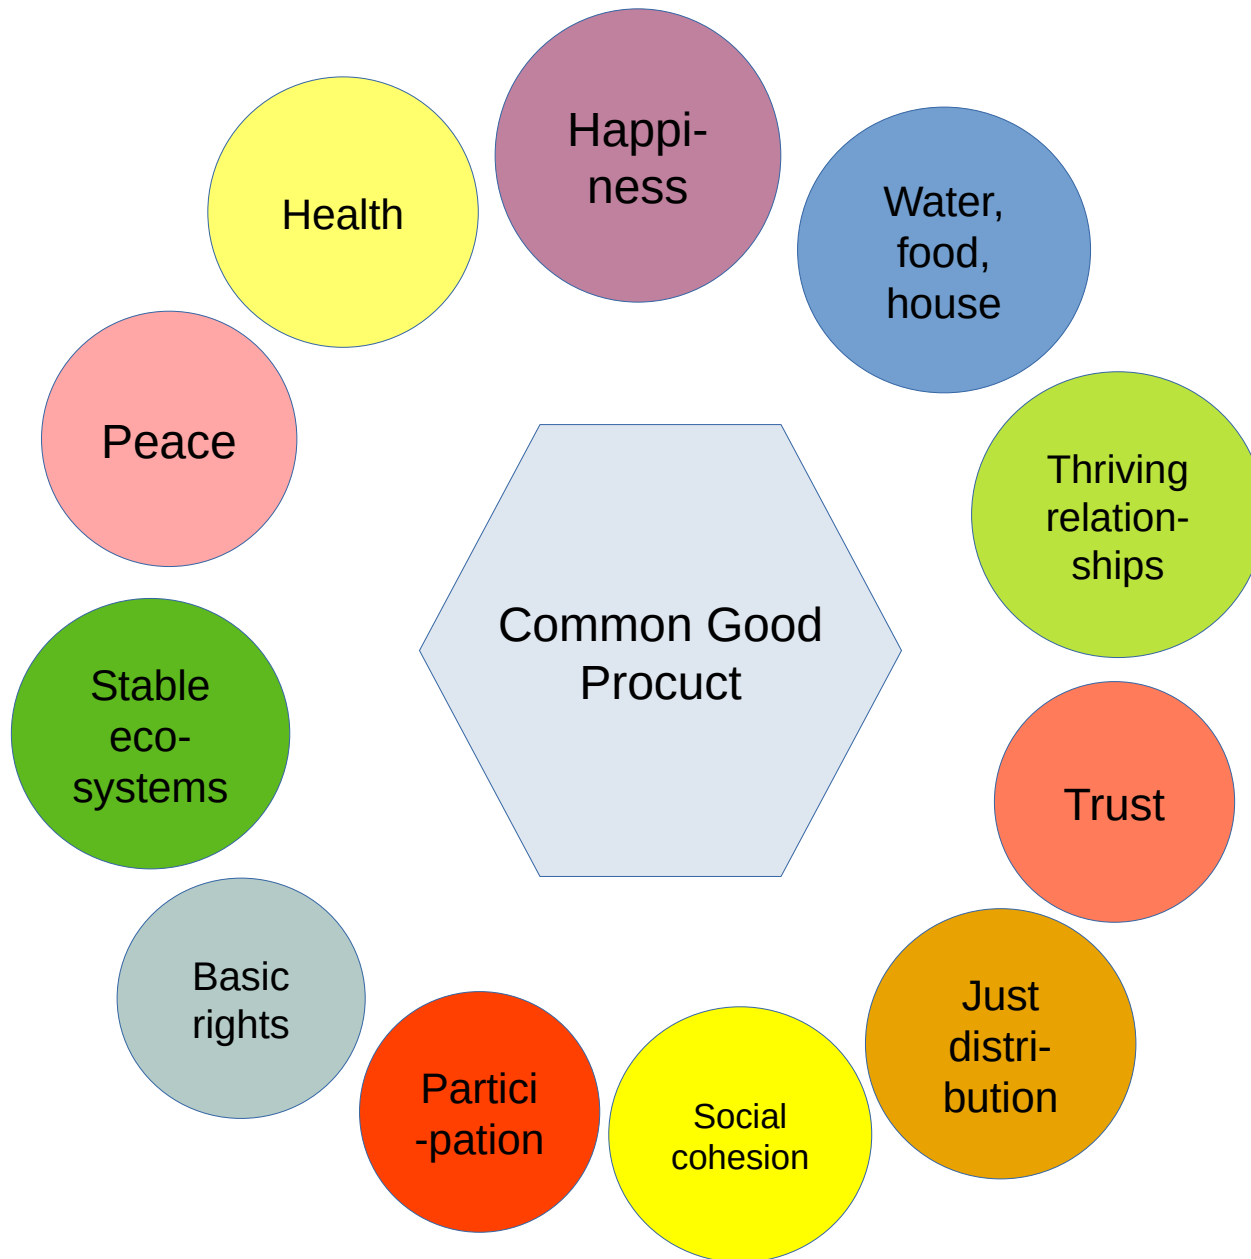 Happi-
ness
Water,
food,
house
Thriving
relation-
ships
Trust
Just
distri-
bution
Social
cohesion
Partici
-pation
Basic
rights
Stable
eco-
systems
Peace
Health
Common Good
Procuct